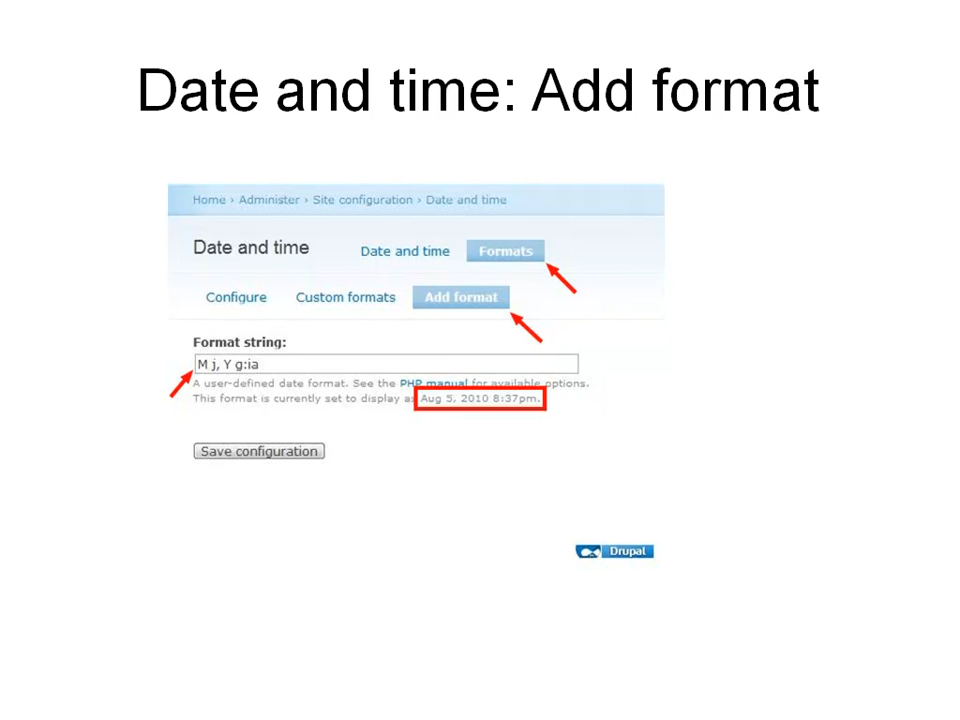 Date and time: Add format
Home › Administer › Site configuration › Date and time
Date and time Date and time Formats
Configure Custom formats Add format
Format string:
M j, Y g:ia
A user-defined date format. See the PHP manual for available options.
This format is currently set to display as Aug 5, 2010 8:37pm.
Save configuration
Drupal